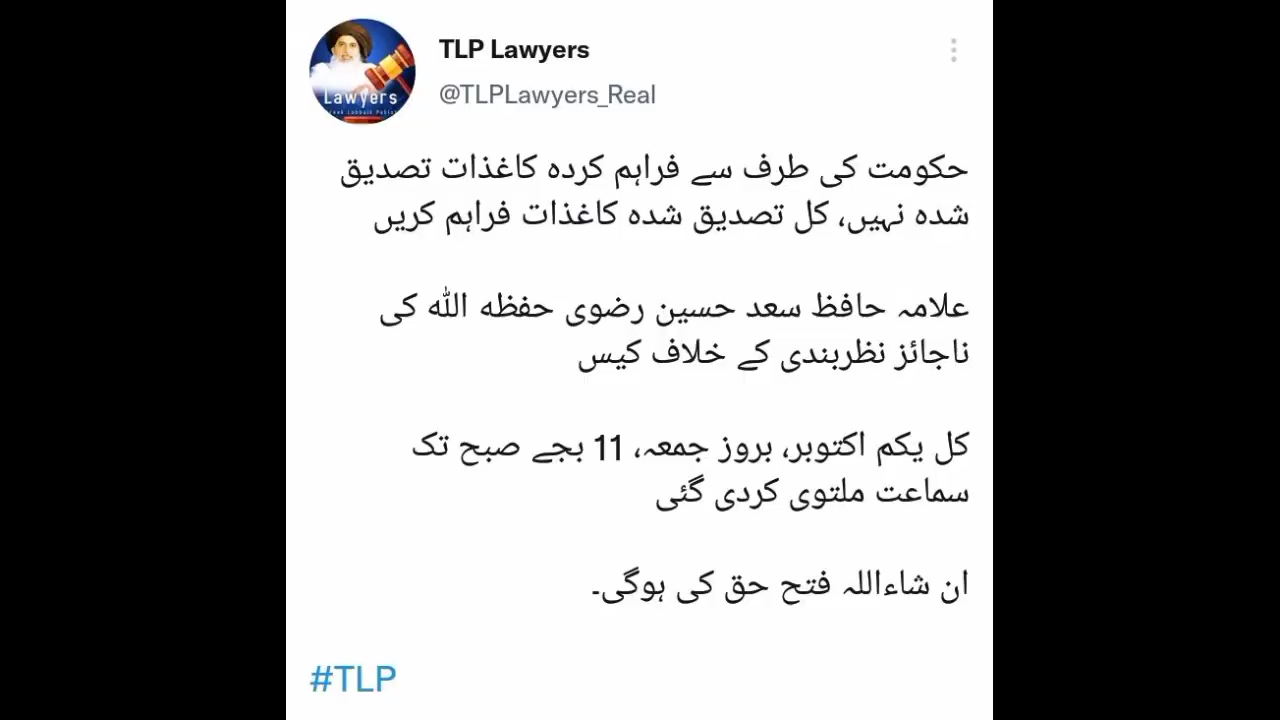 TLP Lawyers
@TLPLawyers_Real
Lawyers
حکومت کی طرف سے فراہم کردہ کاغذات تصدیق
شدہ نہیں، کل تصدیق شدہ کاغذات فراہم کریں
علامہ حافظ سعد حسین رضوی حفظه الله کی
ناجائز نظربندی کے خلاف کیس
کل یکم اکتوبر، بروز جمعہ، 11 بجے صبح تک
سماعت ملتوی کردی گئی
ان شاءاللہ فتح حق کی ہوگی۔
#TLP